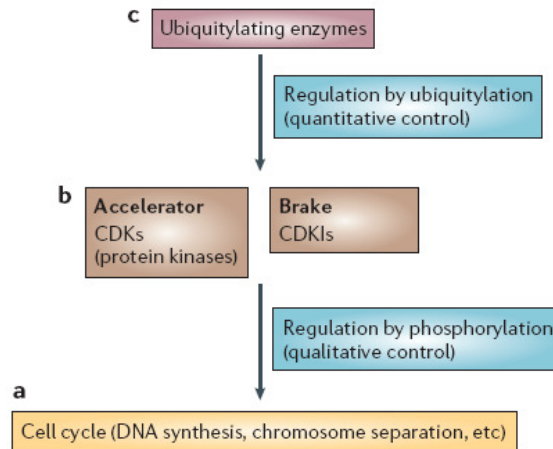 c
Ubiquitylating enzymes
Regulation by ubiquitylation
(quantitative control)
b
Accelerator
CDKs
(protein kinases)
Brake
CDKIs
Regulation by phosphorylation
(qualitative control)
a
Cell cycle (DNA synthesis, chromosome separation, etc)